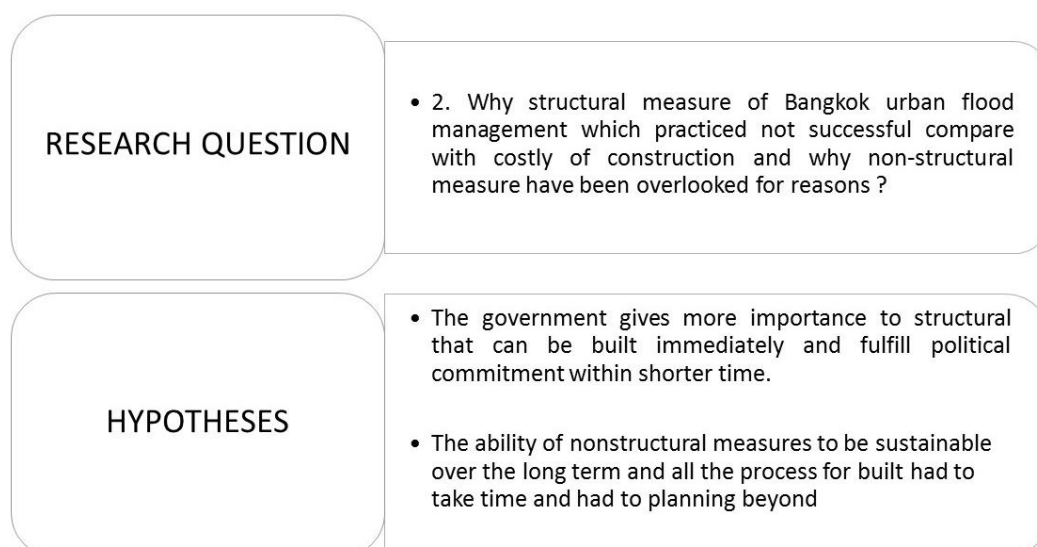 RESEARCH QUESTION
• 2. Why structural measure of Bangkok urban flood
management which practiced not successful compare
with costly of construction and why non-structural
measure have been overlooked for reasons ?
HYPOTHESES
• The government gives more importance to structural
that can be built immediately and fulfill political
commitment within shorter time.
• The ability of nonstructural measures to be sustainable
over the long term and all the process for built had to
take time and had to planning beyond